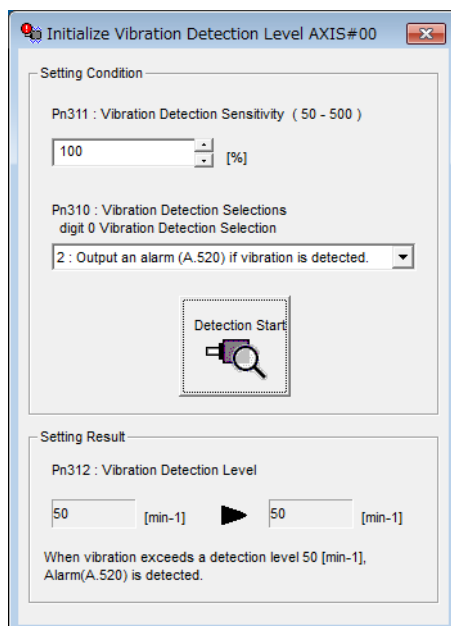 Initialize Vibration Detection Level AXIS#00
Setting Condition
Pn311 : Vibration Detection Sensitivity ( 50 - 500 )
100
[%]
Pn310 : Vibration Detection Selections
digit 0 Vibration Detection Selection
2 : Output an alarm (A.520) if vibration is detected.
Detection Start
Setting Result
Pn312 : Vibration Detection Level
50 [min-1] 50 [min-1]
When vibration exceeds a detection level 50 [min-1],
Alarm(A.520) is detected.